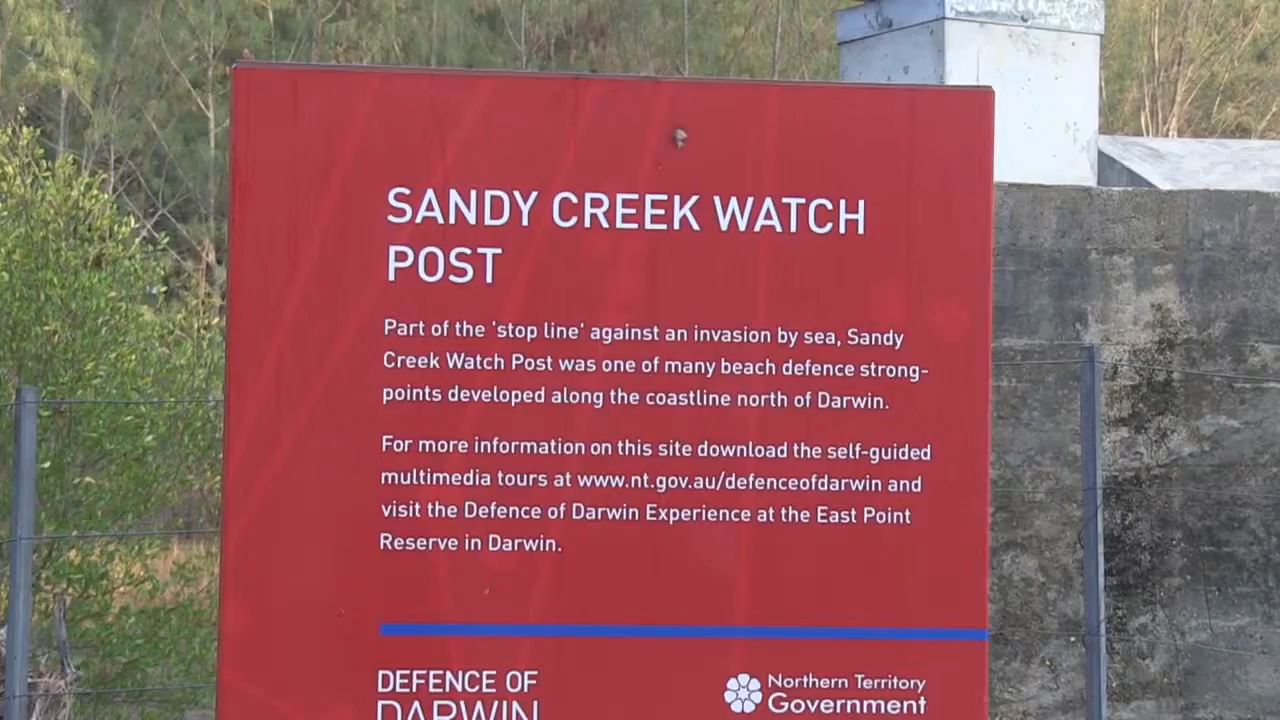 SANDY CREEK WATCH
POST
Part of the 'stop line' against an invasion by sea, Sandy
Creek Watch Post was one of many beach defence strong-
points developed along the coastline north of Darwin.
For more information on this site download the self-guided
multimedia tours at www.nt.gov.au/defenceofdarwin and
visit the Defence of Darwin Experience at the East Point
Reserve in Darwin.
DEFENCE OF
DARWIN
Northern Territory
Government